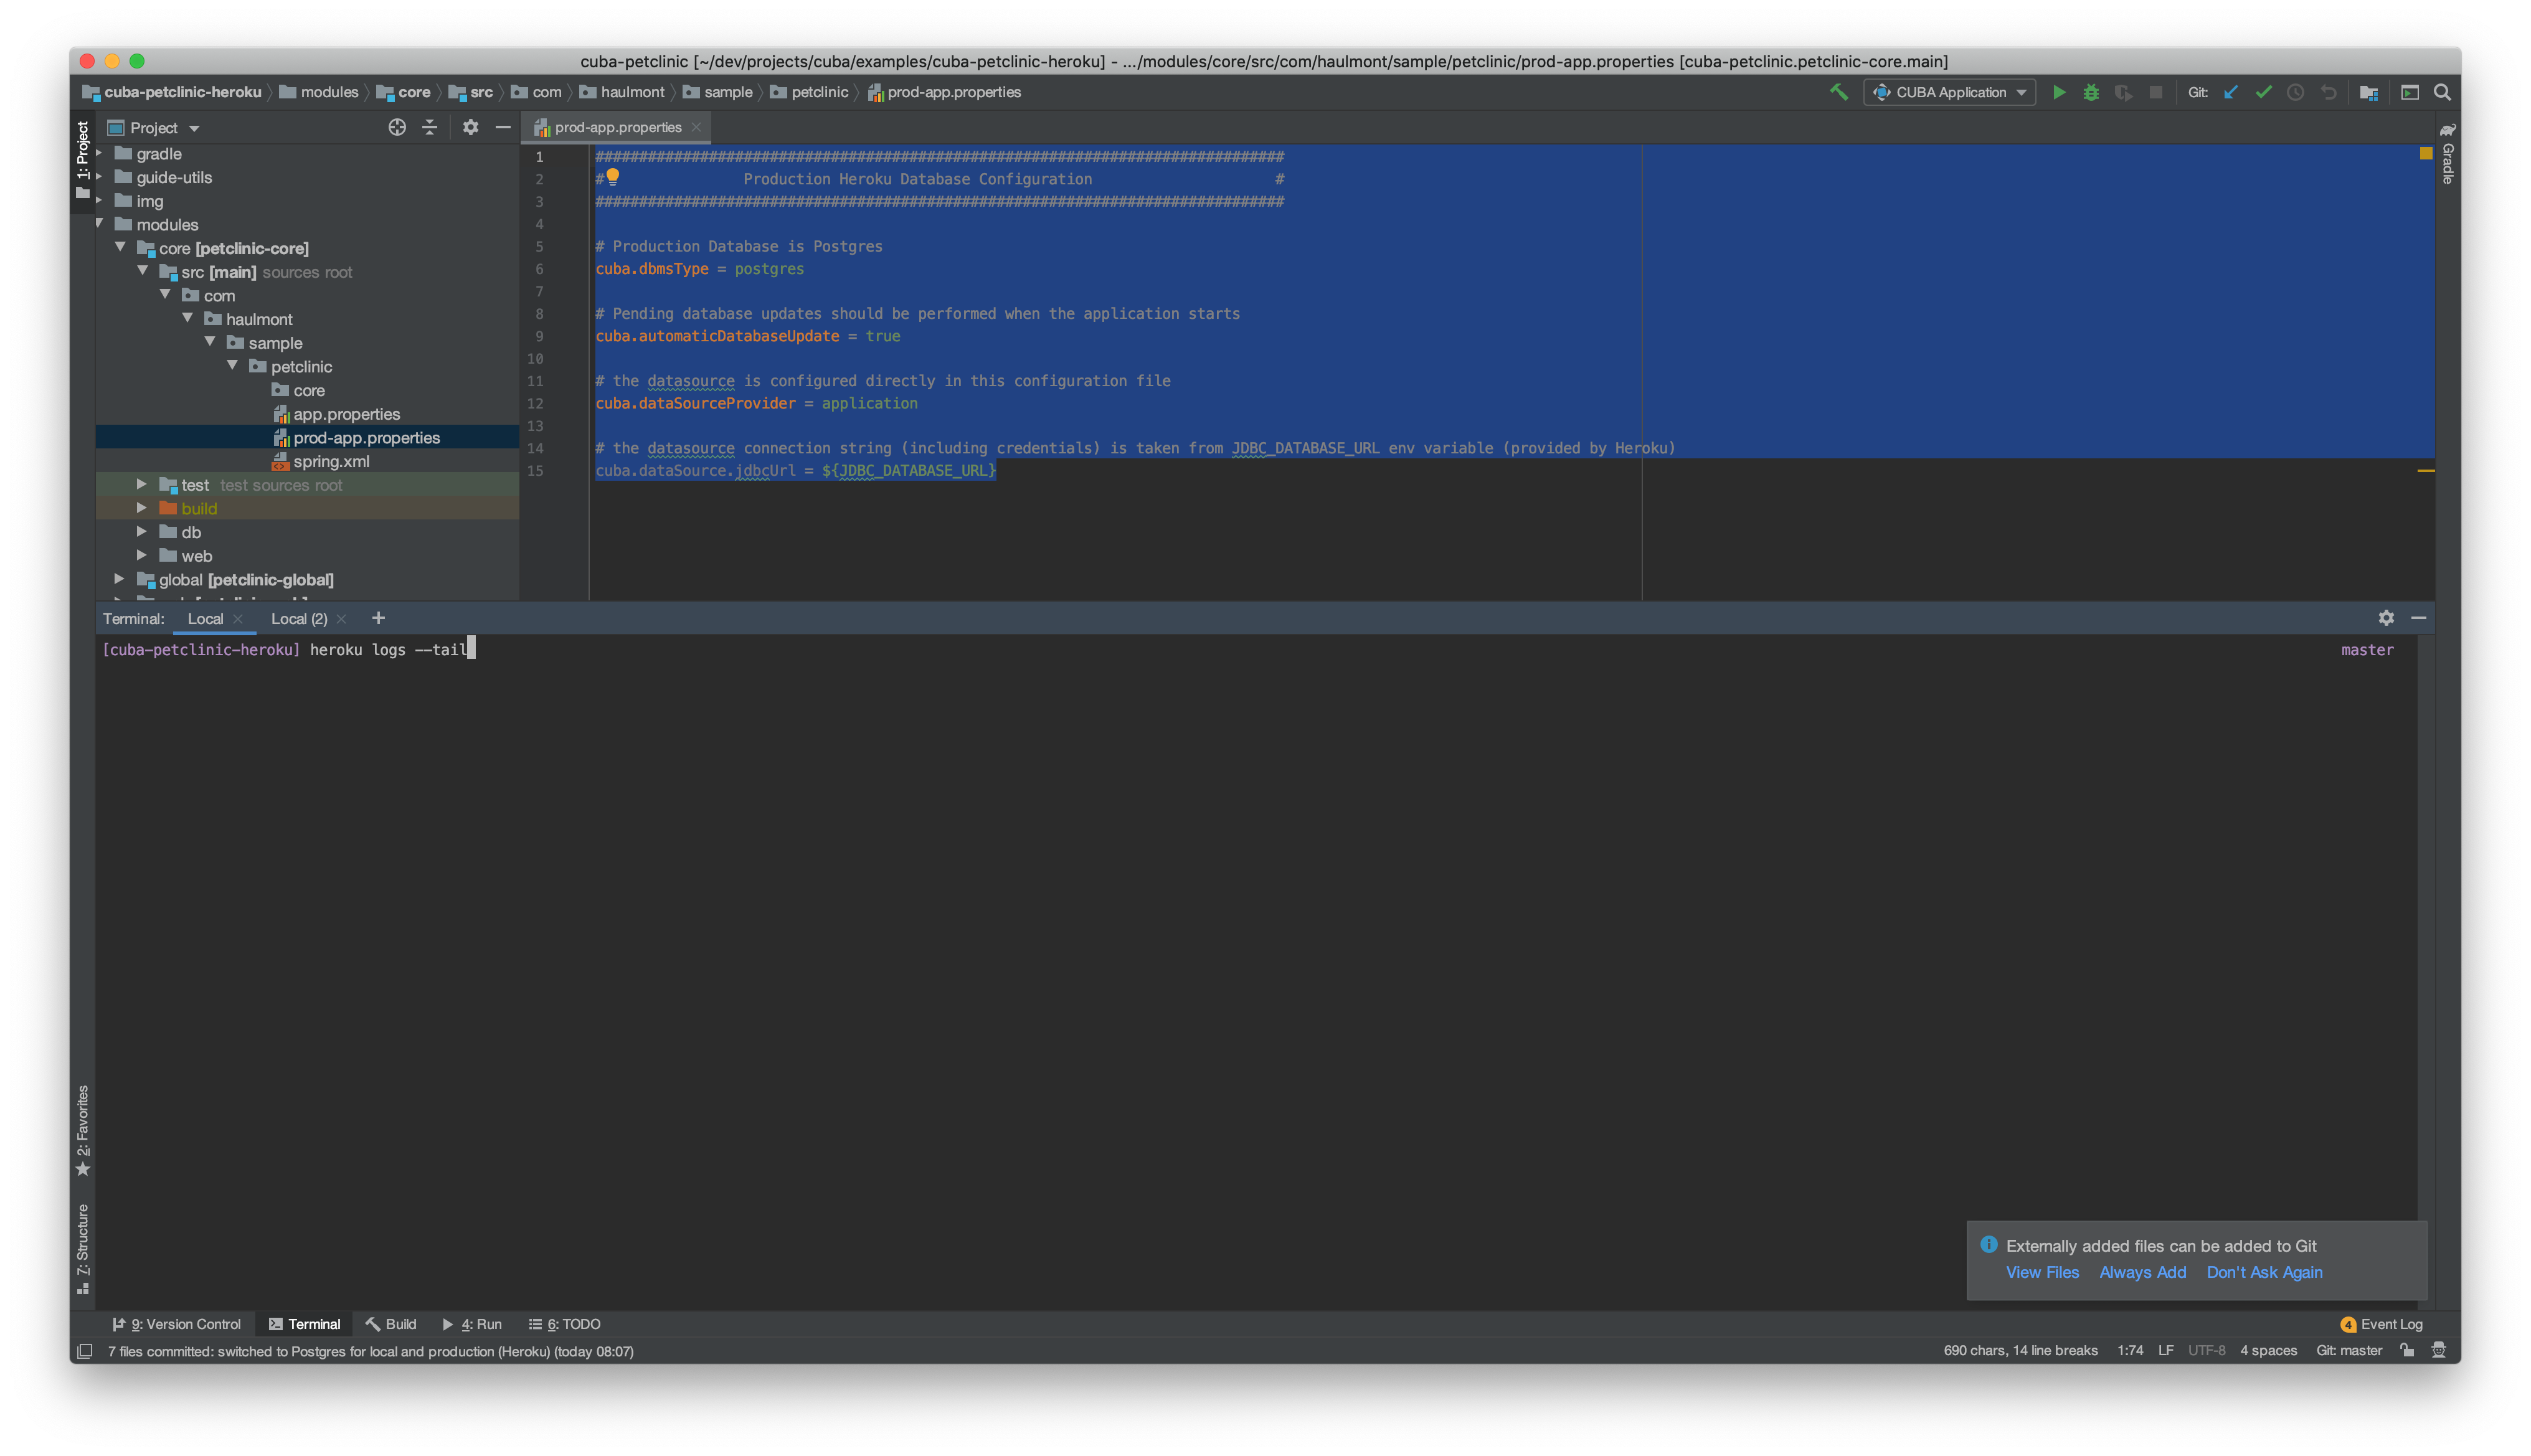 cuba-petclinic [~/dev/projects/cuba/examples/cuba-petclinic-heroku] - .../modules/core/src/com/haulmont/sample/petclinic/prod-app.properties [cuba-petclinic.petclinic-core.main]
cuba-petclinic-heroku modules core src com haulmont sample petclinic prod-app.properties CUBA Application Git:
1: Project
Project
gradle
guide-utils
img
modules
core [petclinic-core]
src [main] sources root
com
haulmont
sample
petclinic
core
app.properties
prod-app.properties
spring.xml
test test sources root
build
db
web
global [petclinic-global]
prod-app.properties
1 ###############################################################################
2 # Production Heroku Database Configuration #
3 ###############################################################################
4
5 # Production Database is Postgres
6 cuba.dbmsType = postgres
7
8 # Pending database updates should be performed when the application starts
9 cuba.automaticDatabaseUpdate = true
10
11 # the datasource is configured directly in this configuration file
12 cuba.dataSourceProvider = application
13
14 # the datasource connection string (including credentials) is taken from JDBC_DATABASE_URL env variable (provided by Heroku)
15 cuba.dataSource.jdbcUrl = ${JDBC_DATABASE_URL}
Gradle
Terminal: Local Local (2) +
[cuba-petclinic-heroku] heroku logs --tail master
2: Favorites
7: Structure
Externally added files can be added to Git
View Files Always Add Don't Ask Again
9: Version Control Terminal Build 4: Run 6: TODO 4 Event Log
7 files committed: switched to Postgres for local and production (Heroku) (today 08:07) 690 chars, 14 line breaks 1:74 LF UTF-8 4 spaces Git: master